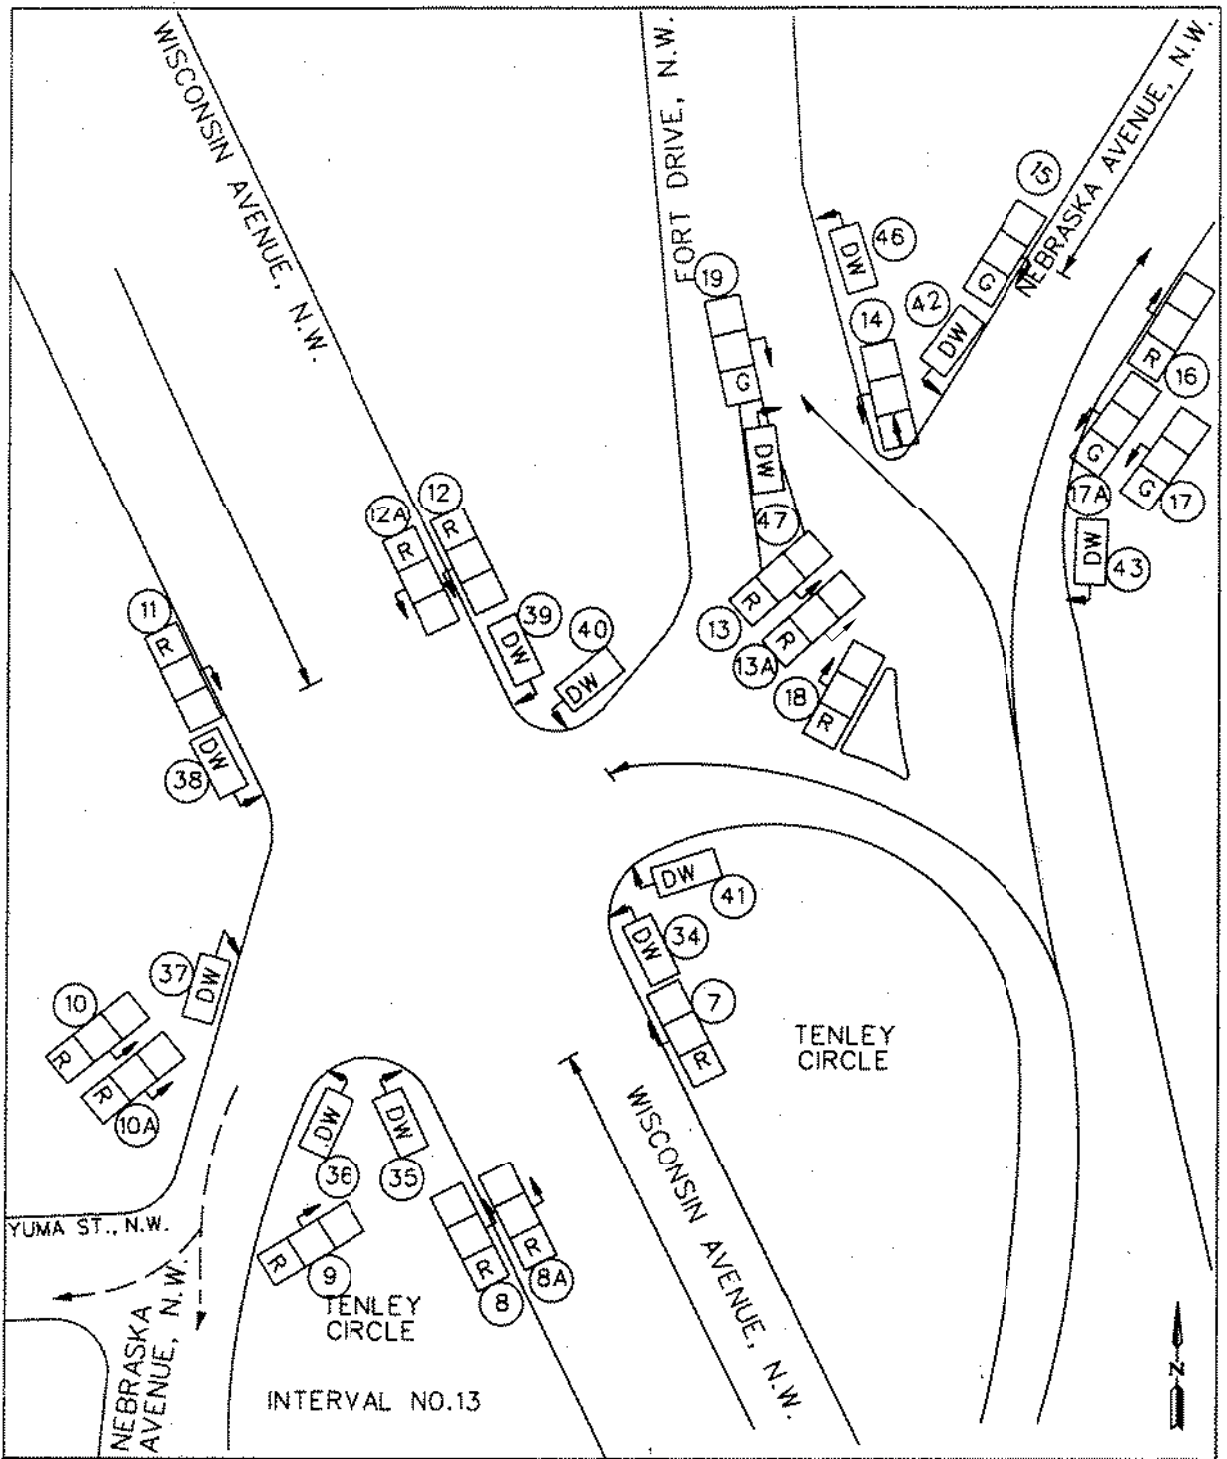 WISCONSIN AVENUE, N.W.
FORT DRIVE, N.W.
NEBRASKA AVENUE, N.W.
15
46
DW
19
42
G
14
DW
R
16
G
G
17A
17
DW
47
DW
43
12
12A
R
R
11
R
39
DW
40
DW
13
R
13A
R
18
R
DW
38
DW
41
DW
34
37
DW
10
R
R
10A
7
R
TENLEY
CIRCLE
DW
36
DW
35
YUMA ST., N.W.
R
9
R
8
R
8A
WISCONSIN AVENUE, N.W.
TENLEY
CIRCLE
NEBRASKA
AVENUE, N.W.
INTERVAL NO.13
N